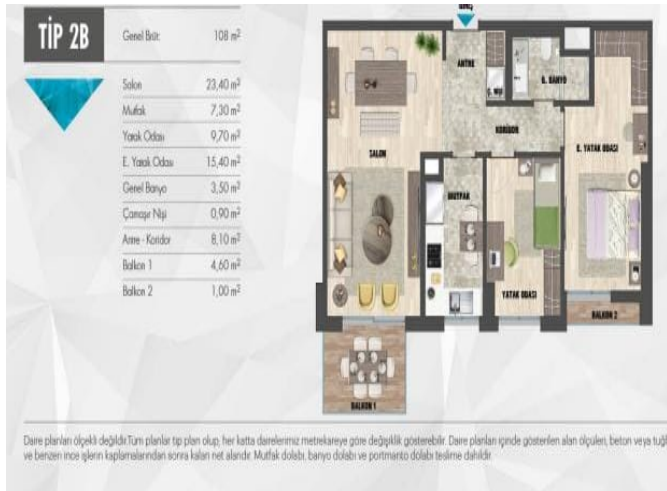 TİP 2B
Genel Brüt: 108 m²
Salon 23,40 m²
Mutfak 7,30 m²
Yatak Odası 9,70 m²
E. Yatak Odası 15,40 m²
Genel Banyo 3,50 m²
Çamaşır Nişi 0,90 m²
Antre - Koridor 8,10 m²
Balkon 1 4,60 m²
Balkon 2 1,00 m²
GİRİŞ
ANTRE
Ç. NİŞİ
G. BANYO
KORİDOR
SALON
E. YATAK ODASI
MUTFAK
YATAK ODASI
BALKON 2
BALKON 1
Daire planları ölçekli değildir.Tüm planlar tip plan olup, her katta dairelerimiz metrekareye göre değişiklik gösterebilir. Daire planları içinde gösterilen alan ölçüleri, beton veya tuğl
ve benzeri ince işlerin kaplamalarından sonra kalan net alandır. Mutfak dolabı, banyo dolabı ve portmanto dolabı teslime dahildir.